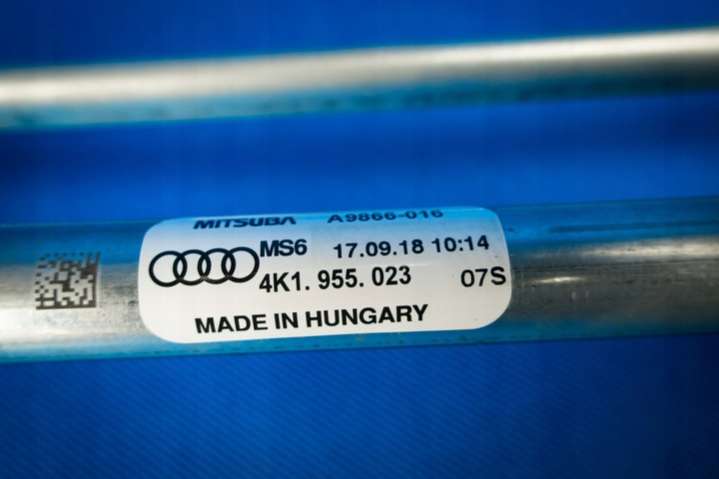 MITSUBA A9866-016
MS6 17.09.18 10:14
4K1. 955. 023 07S
MADE IN HUNGARY